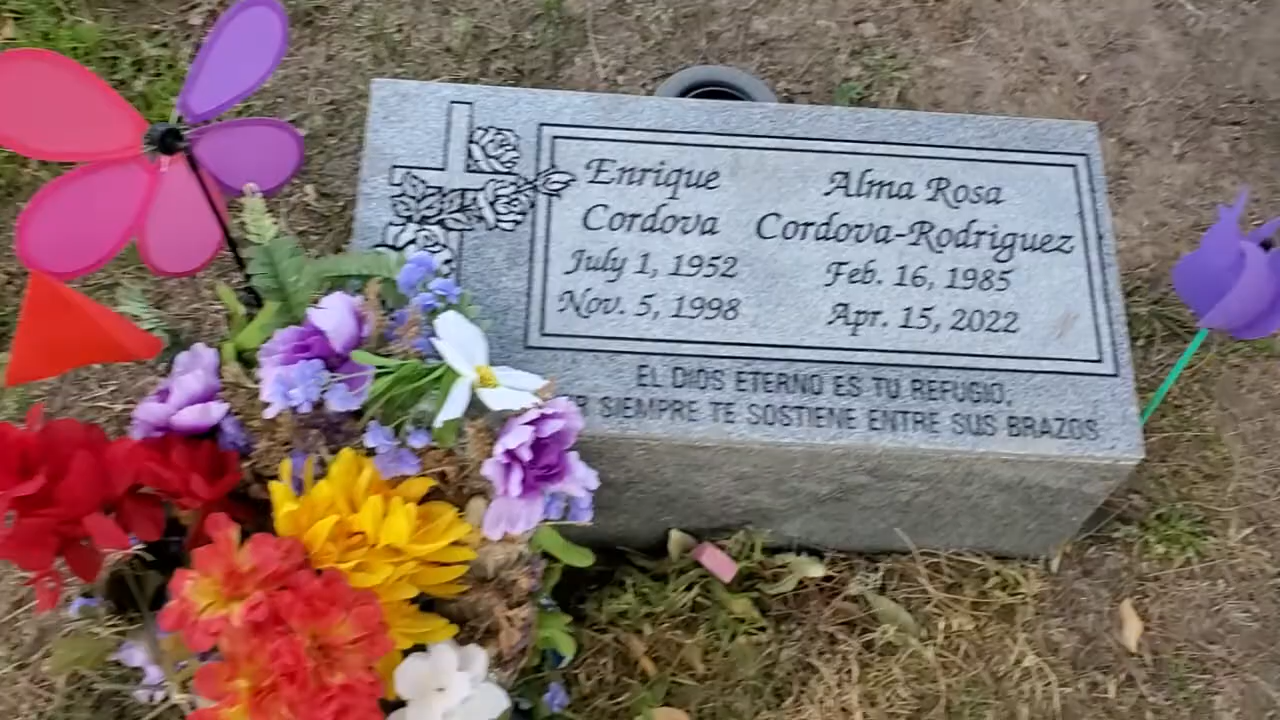 Enrique
Cordova
July 1, 1952
Nov. 5, 1998
Alma Rosa
Cordova-Rodriguez
Feb. 16, 1985
Apr. 15, 2022
EL DIOS ETERNO ES TU REFUGIO,
SIEMPRE TE SOSTIENE ENTRE SUS BRAZOS